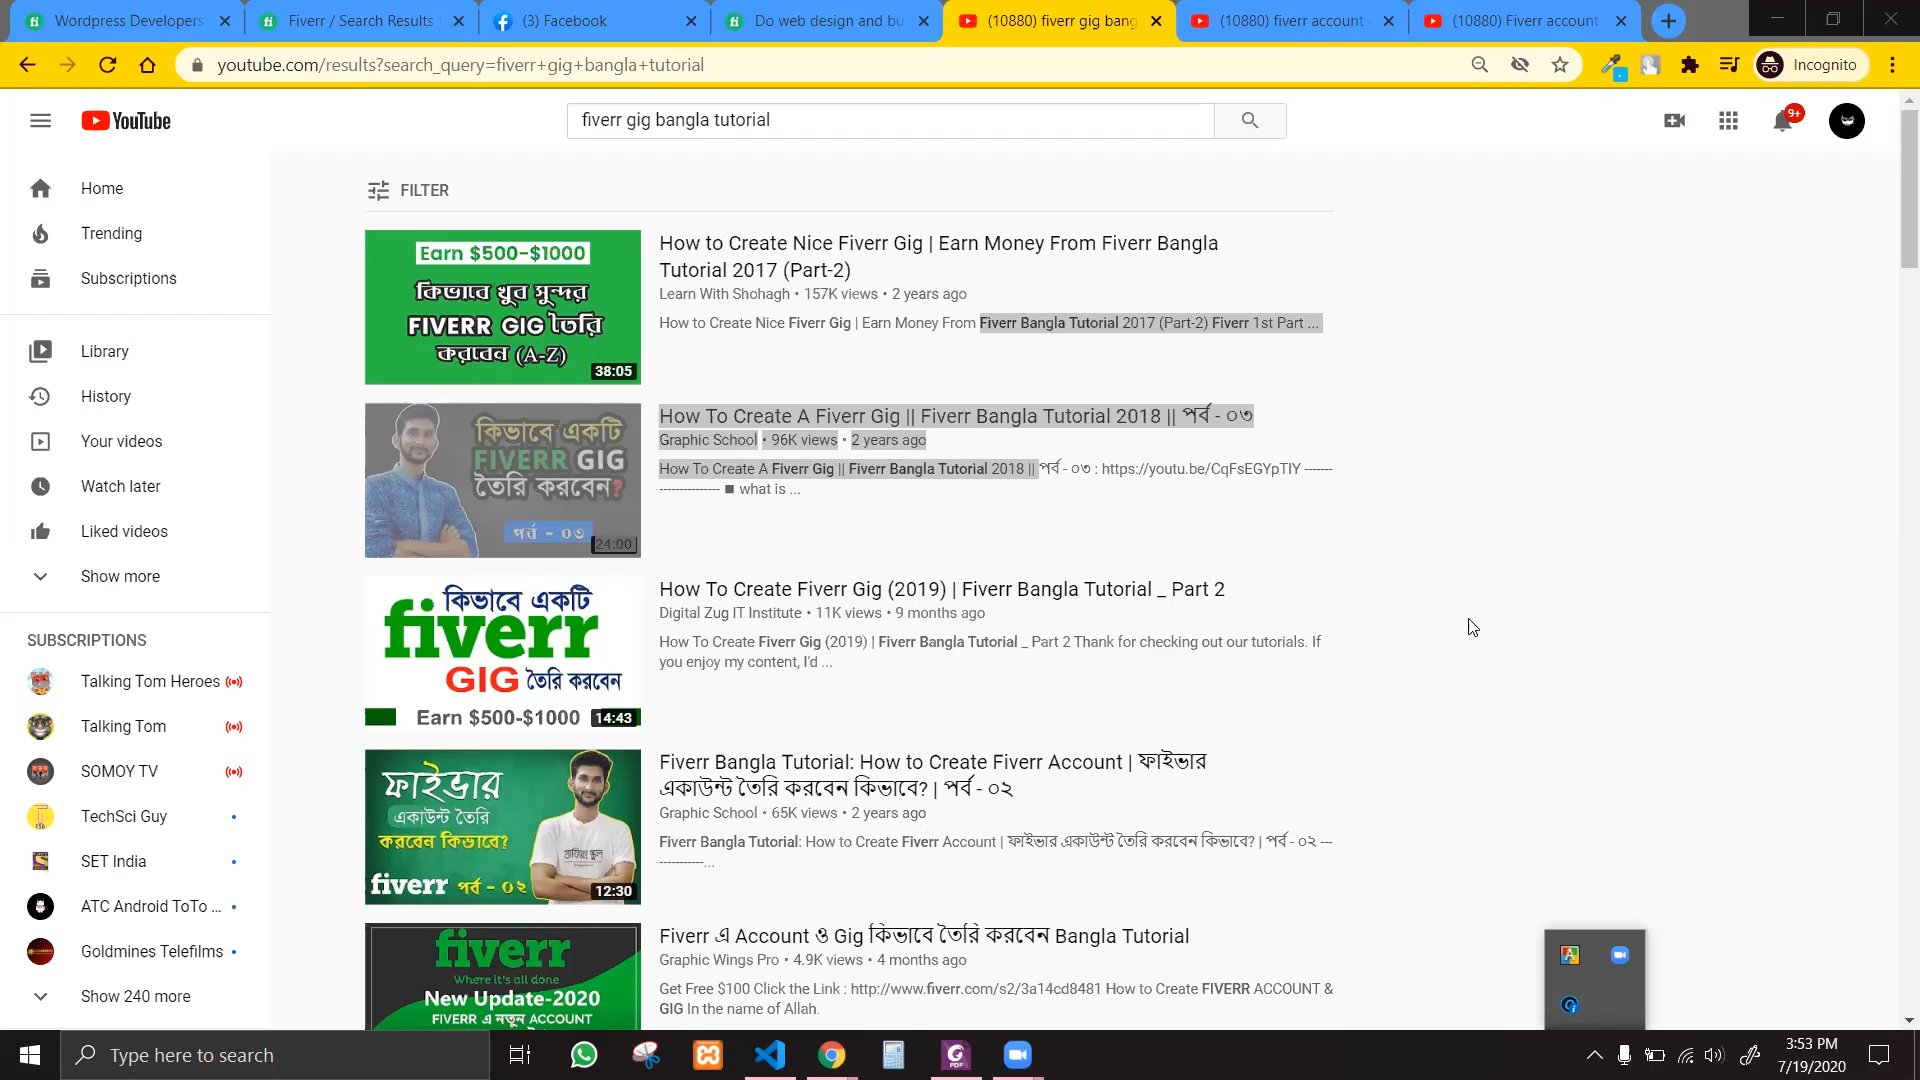 Wordpress Developers
Fiverr / Search Results
(3) Facebook
Do web design and bu
(10880) fiverr gig bang
(10880) fiverr account
(10880) Fiverr account
youtube.com/results?search_query=fiverr+gig+bangla+tutorial
Incognito
YouTube
fiverr gig bangla tutorial
9+
Home
Trending
Subscriptions
Library
History
Your videos
Watch later
Liked videos
Show more
SUBSCRIPTIONS
Talking Tom Heroes
Talking Tom
SOMOY TV
TechSci Guy
SET India
ATC Android ToTo ...
Goldmines Telefilms
Show 240 more
FILTER
Earn $500-$1000
কিভাবে খুব সুন্দর
FIVERR GIG তৈরি
করবেন (A-Z)
38:05
How to Create Nice Fiverr Gig | Earn Money From Fiverr Bangla
Tutorial 2017 (Part-2)
Learn With Shohagh • 157K views • 2 years ago
How to Create Nice Fiverr Gig | Earn Money From Fiverr Bangla Tutorial 2017 (Part-2) Fiverr 1st Part ...
কিভাবে একটি
FIVERR GIG
তৈরি করবেন?
পর্ব - ০৩
24:00
How To Create A Fiverr Gig || Fiverr Bangla Tutorial 2018 || পর্ব - ০৩
Graphic School • 96K views • 2 years ago
How To Create A Fiverr Gig || Fiverr Bangla Tutorial 2018 || পর্ব - ০৩ : https://youtu.be/CqFsEGYpTIY -------
---------------- ■ what is ...
কিভাবে একটি
fiverr
GIG তৈরি করবেন
Earn $500-$1000
14:43
How To Create Fiverr Gig (2019) | Fiverr Bangla Tutorial _ Part 2
Digital Zug IT Institute • 11K views • 9 months ago
How To Create Fiverr Gig (2019) | Fiverr Bangla Tutorial _ Part 2 Thank for checking out our tutorials. If
you enjoy my content, I'd ...
ফাইভার
একাউন্ট তৈরি
করবেন কিভাবে?
গ্রাফিক্স স্কুল
fiverr পর্ব - ০২
12:30
Fiverr Bangla Tutorial: How to Create Fiverr Account | ফাইভার
একাউন্ট তৈরি করবেন কিভাবে? | পর্ব - ০২
Graphic School • 65K views • 2 years ago
Fiverr Bangla Tutorial: How to Create Fiverr Account | ফাইভার একাউন্ট তৈরি করবেন কিভাবে? | পর্ব - ০২ ---
-------------...
fiverr
Where it's all done
New Update-2020
FIVERR এ নতুন ACCOUNT
Fiverr এ Account ও Gig কিভাবে তৈরি করবেন Bangla Tutorial
Graphic Wings Pro • 4.9K views • 4 months ago
Get Free $100 Click the Link : http://www.fiverr.com/s2/3a14cd8481 How to Create FIVERR ACCOUNT &
GIG In the name of Allah.
Type here to search
PDF
3:53 PM
7/19/2020